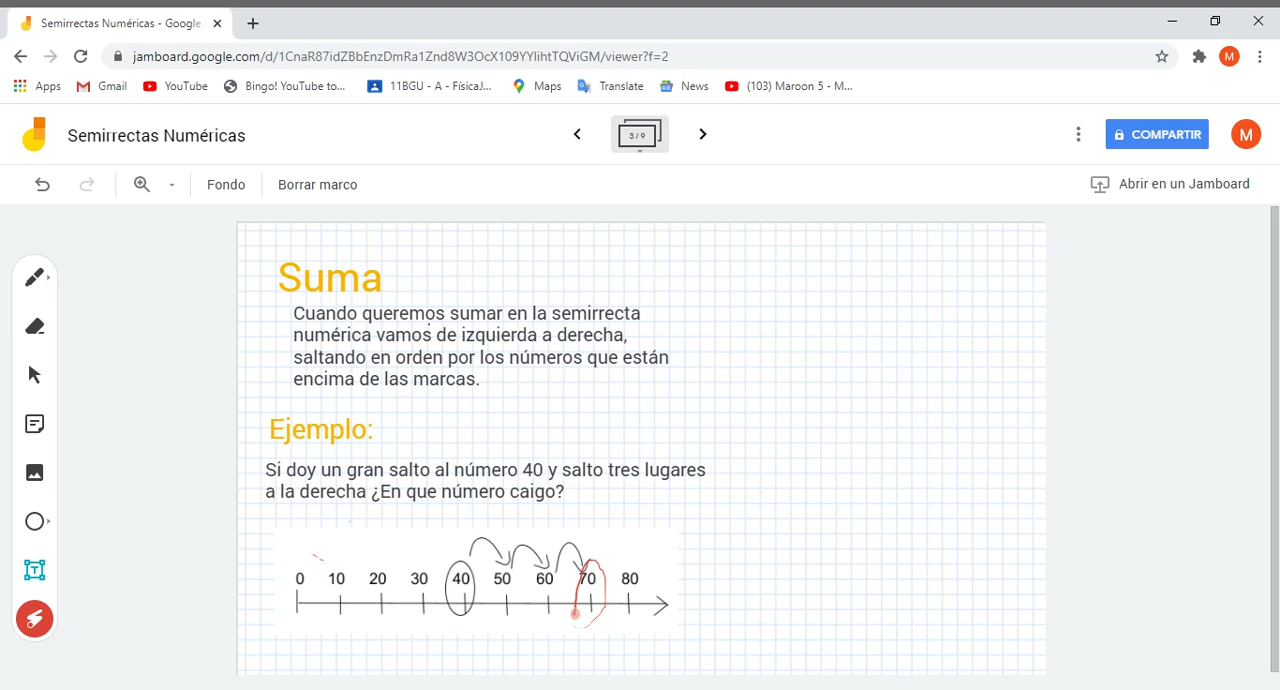 Semirrectas Numéricas - Google
jamboard.google.com/d/1CnaR87idZBbEnzDmRa1Znd8W3OcX109YYIihtTQViGM/viewer?f=2
M
Apps
Gmail
YouTube
Bingo! YouTube to...
11BGU - A - FísicaJ...
Maps
Translate
News
(103) Maroon 5 - M...
Semirrectas Numéricas
3 / 9
COMPARTIR
M
Fondo
Borrar marco
Abrir en un Jamboard
Suma
Cuando queremos sumar en la semirrecta
numérica vamos de izquierda a derecha,
saltando en orden por los números que están
encima de las marcas.
Ejemplo:
Si doy un gran salto al número 40 y salto tres lugares
a la derecha ¿En que número caigo?
0 10 20 30 40 50 60 70 80
T